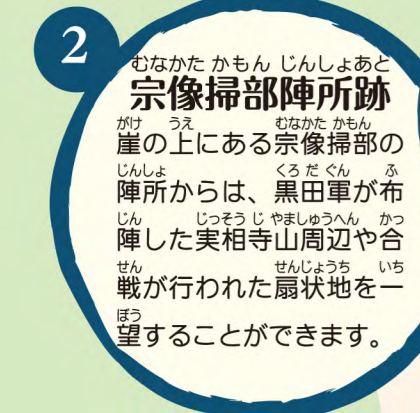 2
むなかた かもん じんしょあと
宗像掃部陣所跡
がけ うえ むなかた かもん
崖の上にある宗像掃部の
じんしょ くろ だ ぐん ふ
陣所からは、黒田軍が布
じん じっそう じ やましゅうへん かっ
陣した実相寺山周辺や合
せん せんじょうち いち
戦が行われた扇状地を一
ぼう
望することができます。